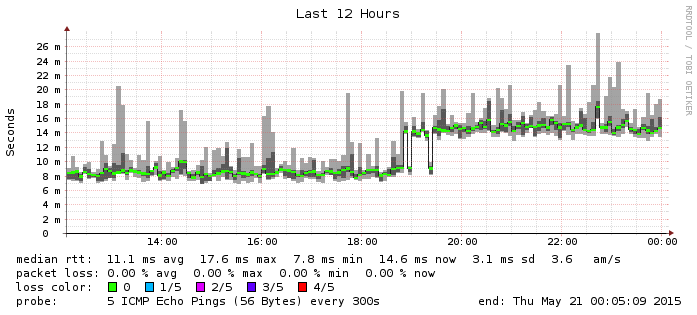 Last 12 Hours
RRDTOOL / TOBI OETIKER
Seconds
26 m
24 m
22 m
20 m
18 m
16 m
14 m
12 m
10 m
8 m
6 m
4 m
2 m
0
14:00 16:00 18:00 20:00 22:00 00:00
median rtt: 11.1 ms avg 17.6 ms max 7.8 ms min 14.6 ms now 3.1 ms sd 3.6 am/s
packet loss: 0.00 % avg 0.00 % max 0.00 % min 0.00 % now
loss color: 0 1/5 2/5 3/5 4/5
probe: 5 ICMP Echo Pings (56 Bytes) every 300s end: Thu May 21 00:05:09 2015